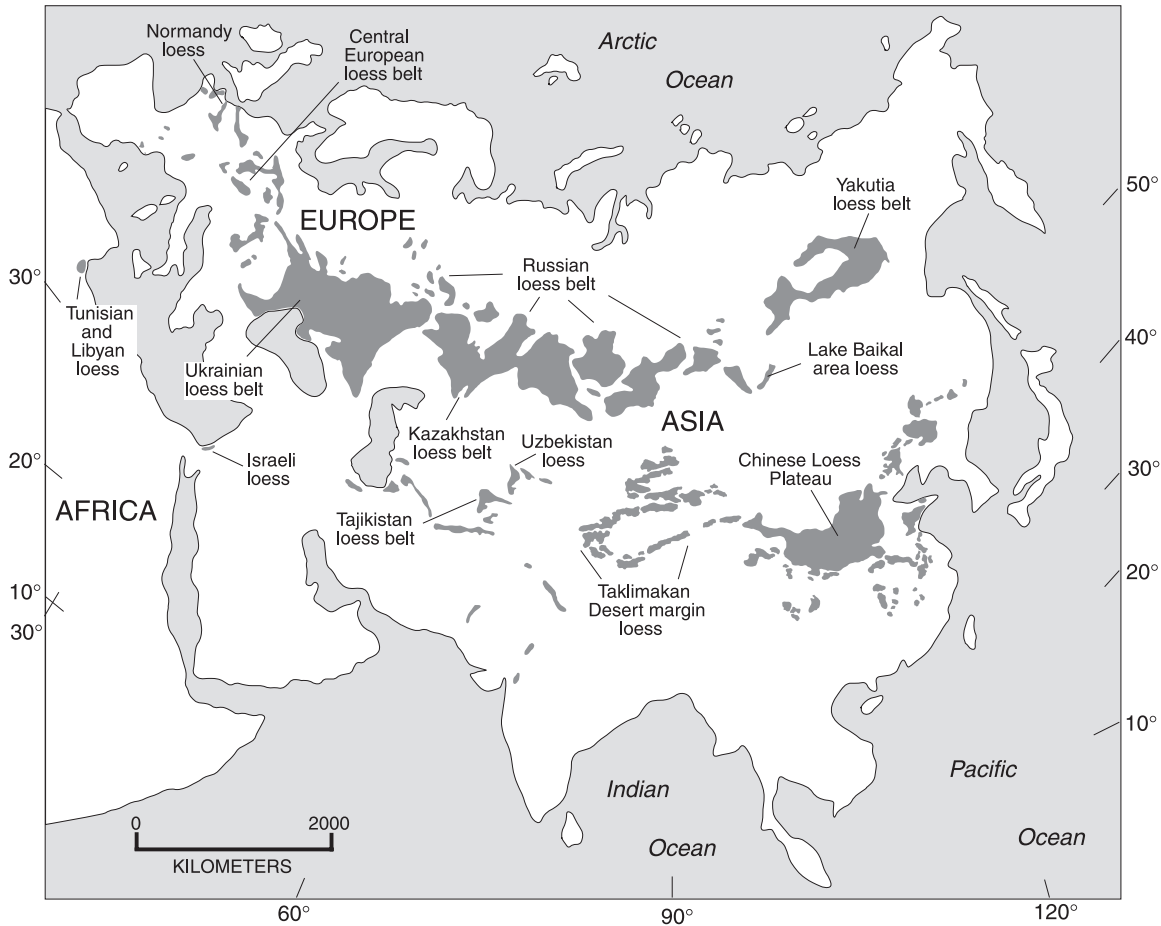 Normandy
loess
Central
European
loess belt
Arctic
Ocean
Yakutia
loess belt
50°
EUROPE
Russian
loess belt
30°
Tunisian
and
Libyan
loess
Ukrainian
loess belt
40°
Lake Baikal
area loess
ASIA
Kazakhstan
loess belt
Uzbekistan
loess
Chinese Loess
Plateau
30°
20°
Israeli
loess
AFRICA
Tajikistan
loess belt
Taklimakan
Desert margin
loess
20°
10°
30°
10°
Indian
Ocean
Pacific
Ocean
0 2000
KILOMETERS
60°
90°
120°